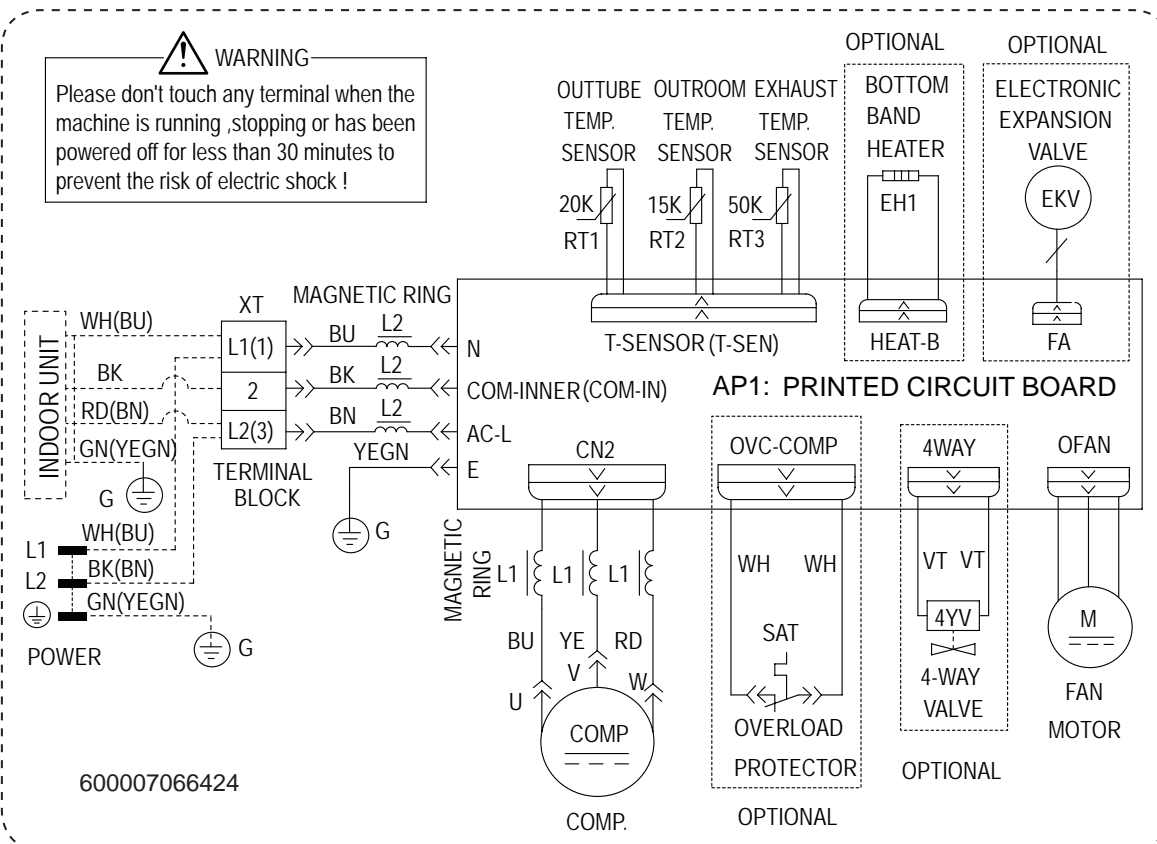 WARNING
Please don't touch any terminal when the
machine is running ,stopping or has been
powered off for less than 30 minutes to
prevent the risk of electric shock !
OUTTUBE
TEMP.
SENSOR
20K
RT1
OUTROOM
TEMP.
SENSOR
15K
RT2
EXHAUST
TEMP.
SENSOR
50K
RT3
T-SENSOR (T-SEN)
OPTIONAL
BOTTOM
BAND
HEATER
EH1
HEAT-B
OPTIONAL
ELECTRONIC
EXPANSION
VALVE
EKV
FA
AP1: PRINTED CIRCUIT BOARD
INDOOR UNIT
WH(BU)
BK
RD(BN)
GN(YEGN)
G
XT
L1(1)
2
L2(3)
TERMINAL
BLOCK
MAGNETIC RING
BU
L2
N
BK
L2
COM-INNER (COM-IN)
BN
L2
AC-L
YEGN
E
G
L1
WH(BU)
L2
BK(BN)
GN(YEGN)
G
POWER
CN2
MAGNETIC
RING
L1
L1
L1
BU
YE
RD
U
V
W
COMP
COMP.
OVC-COMP
WH
WH
SAT
OVERLOAD
PROTECTOR
OPTIONAL
4WAY
VT
VT
4YV
4-WAY
VALVE
OPTIONAL
OFAN
M
FAN
MOTOR
600007066424